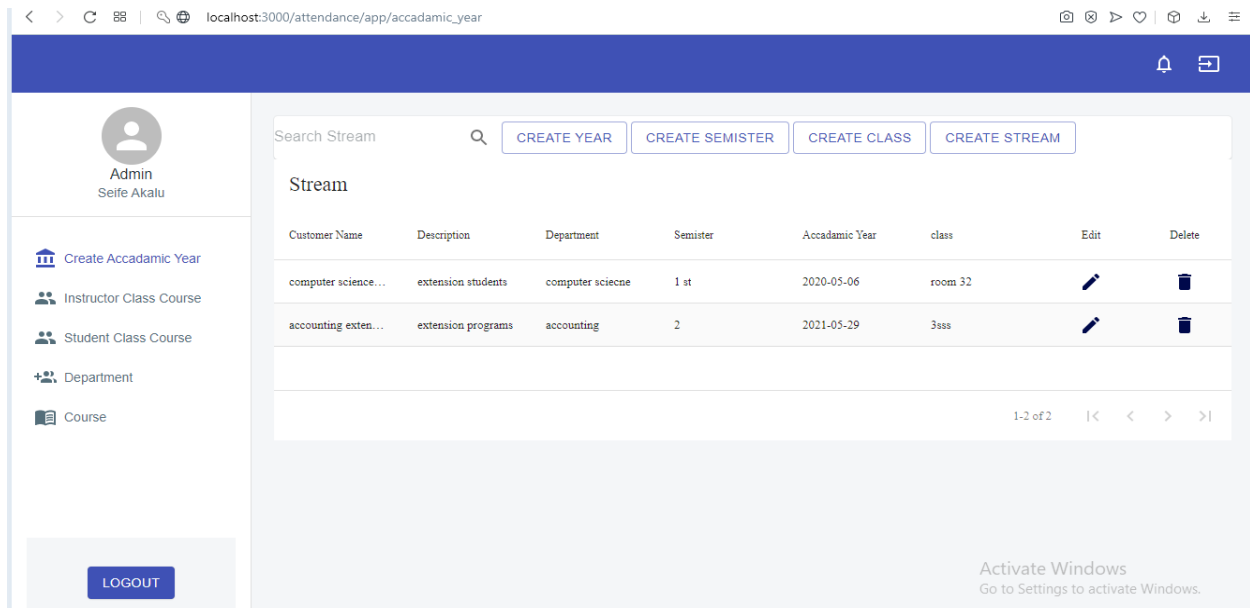 localhost:3000/attendance/app/accadamic_year
Admin
Seife Akalu
Create Accadamic Year
Instructor Class Course
Student Class Course
Department
Course
LOGOUT
Search Stream CREATE YEAR CREATE SEMISTER CREATE CLASS CREATE STREAM
Stream
Customer Name Description Department Semister Accadamic Year class Edit Delete
computer science... extension students computer sciecne 1 st 2020-05-06 room 32
accounting exten... extension programs accounting 2 2021-05-29 3sss
1-2 of 2
Activate Windows
Go to Settings to activate Windows.